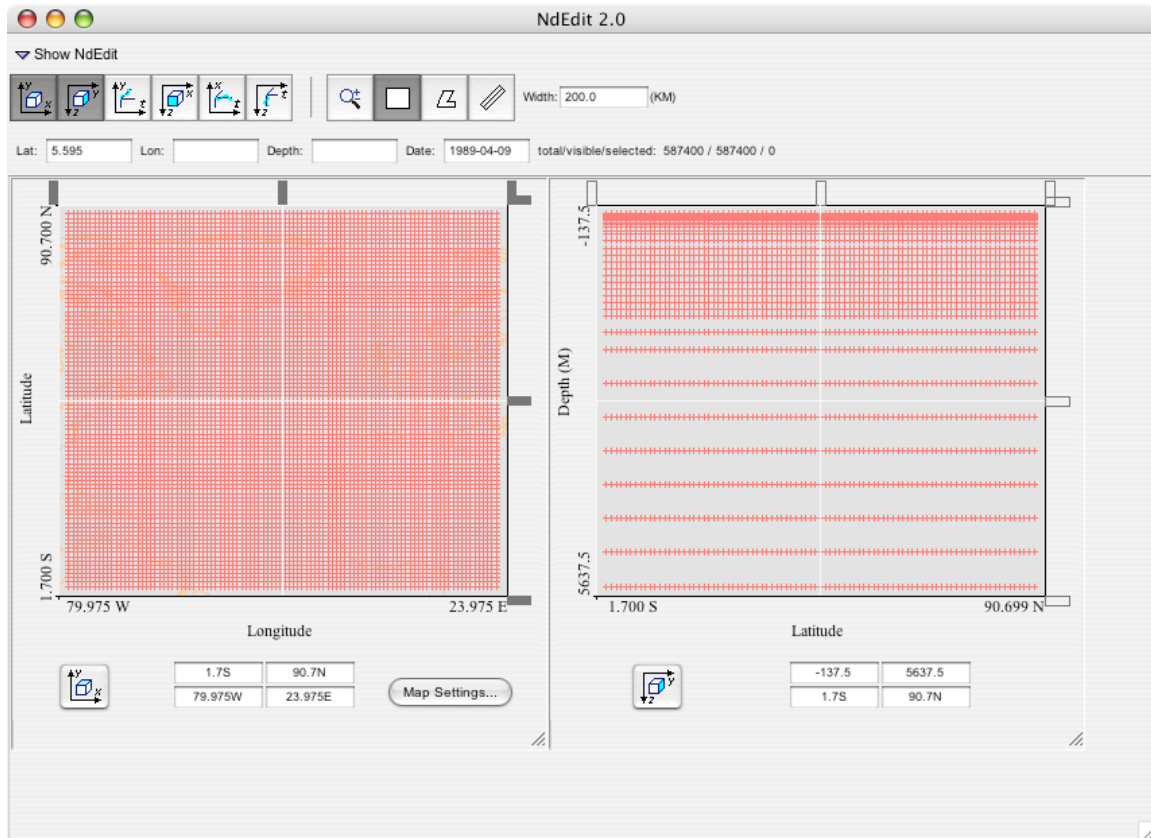 NdEdit 2.0
Show NdEdit
y x y z y t x z x t t z Width: 200.0 (KM)
Lat: 5.595 Lon: Depth: Date: 1989-04-09 total/visible/selected: 587400 / 587400 / 0
90.700 N
Latitude
1.700 S
79.975 W 23.975 E
Longitude
y x
1.7S 90.7N
79.975W 23.975E
Map Settings...
-137.5
Depth (M)
5637.5
1.700 S 90.699 N
Latitude
y z
-137.5 5637.5
1.7S 90.7N